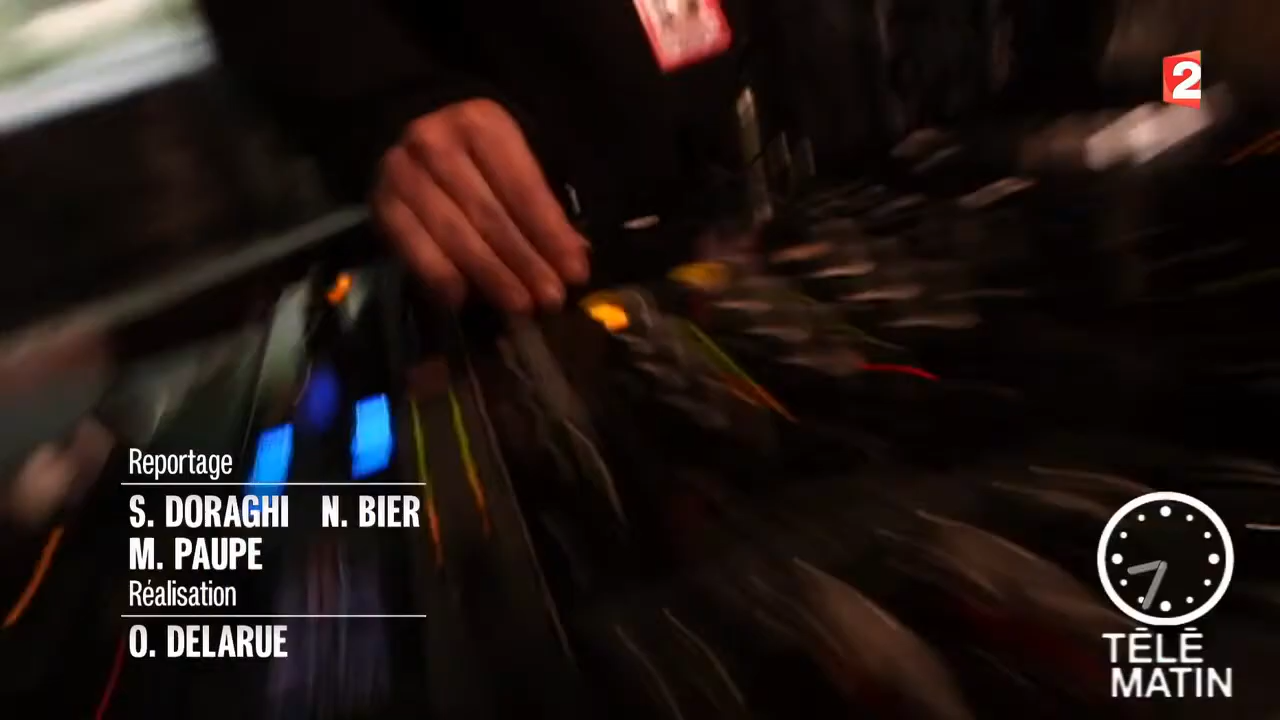 2
Reportage
S. DORAGHI N. BIER
M. PAUPE
Réalisation
O. DELARUE
TÉLÉ
MATIN